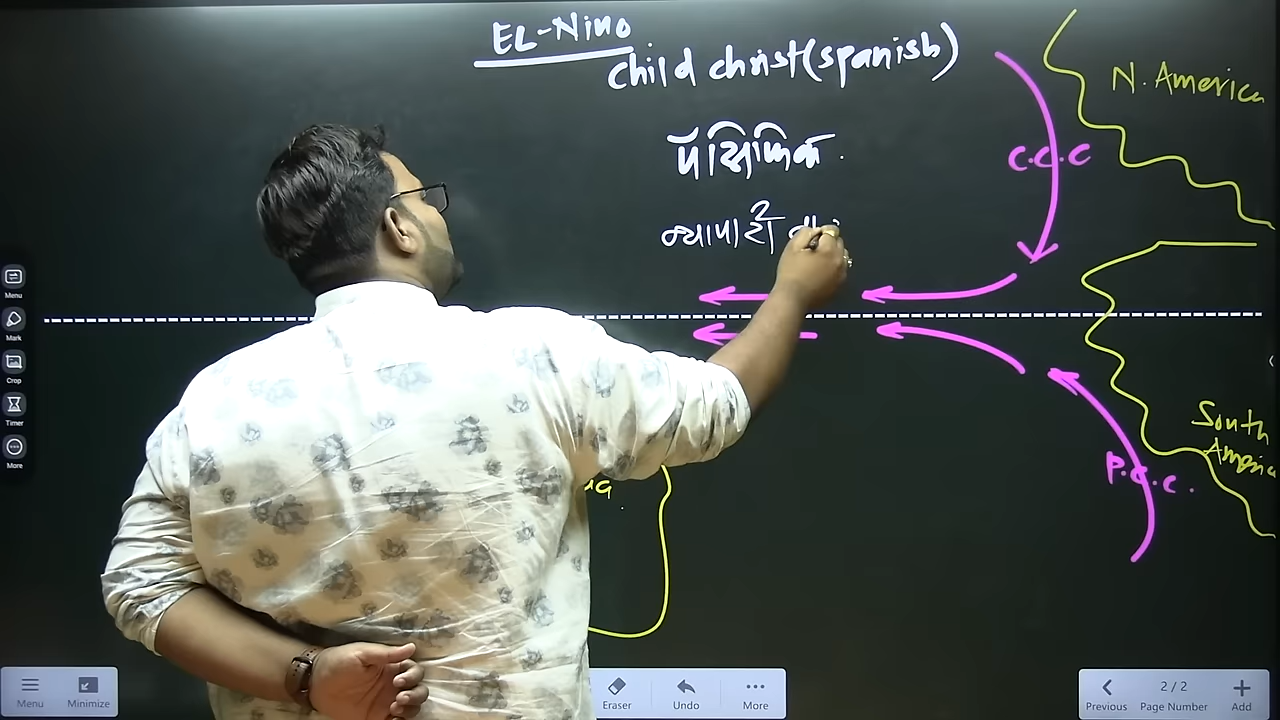 EL-Nino
child christ (spanish)
N. America
पॅसिफिक
C.C.C
व्यापारी
South
America
P.C.C.
Menu
Mark
Crop
Timer
More
Menu
Minimize
Eraser
Undo
More
Previous
2/2
Page Number
Add